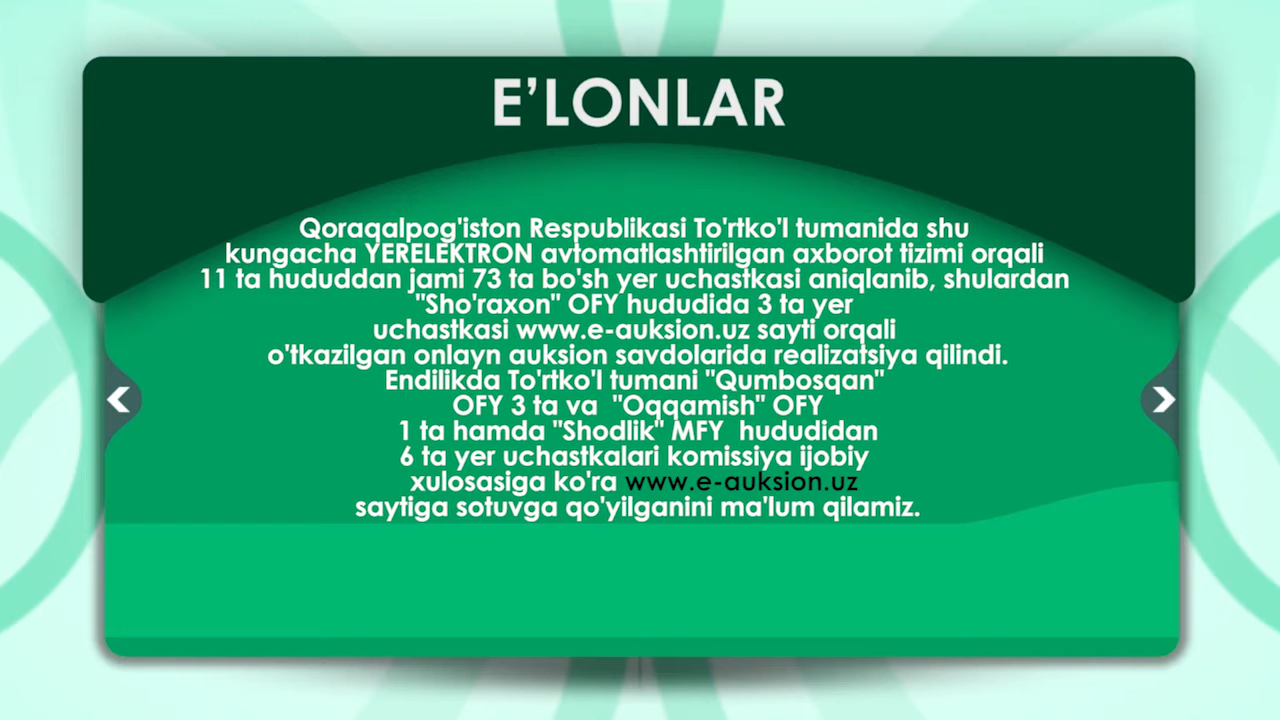 E’LONLAR
Qoraqalpog'iston Respublikasi To'rtko'l tumanida shu
kungacha YERELEKTRON avtomatlashtirilgan axborot tizimi orqali
11 ta hududdan jami 73 ta bo'sh yer uchastkasi aniqlanib, shulardan
"Sho'raxon" OFY hududida 3 ta yer
uchastkasi www.e-auksion.uz sayti orqali
o'tkazilgan onlayn auksion savdolarida realizatsiya qilindi.
Endilikda To'rtko'l tumani "Qumbosqan"
OFY 3 ta va  "Oqqamish" OFY
1 ta hamda "Shodlik" MFY  hududidan
6 ta yer uchastkalari komissiya ijobiy
xulosasiga ko'ra www.e-auksion.uz
saytiga sotuvga qo'yilganini ma'lum qilamiz.